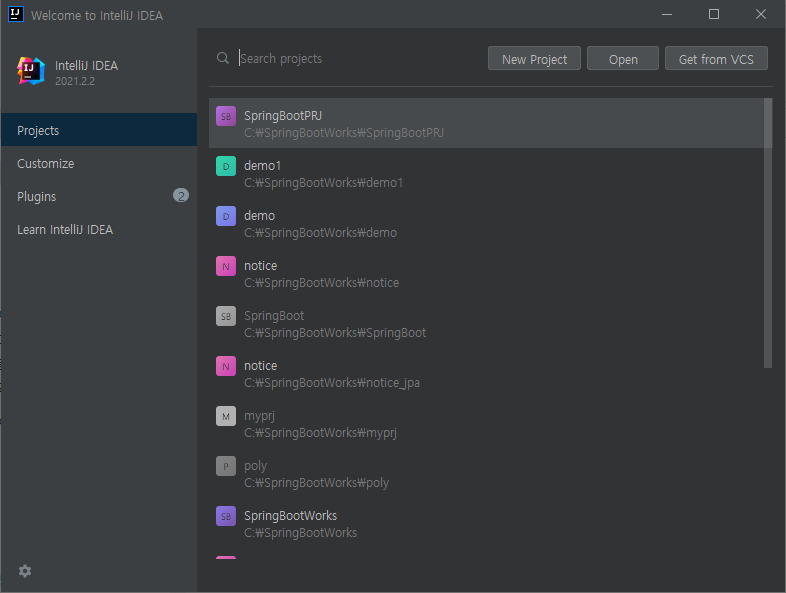 Welcome to IntelliJ IDEA
IJ
IntelliJ IDEA
2021.2.2
Projects
Customize
Plugins
2
Learn IntelliJ IDEA
Search projects
New Project
Open
Get from VCS
SB
SpringBootPRJ
C:₩SpringBootWorks₩SpringBootPRJ
D
demo1
C:₩SpringBootWorks₩demo1
D
demo
C:₩SpringBootWorks₩demo
N
notice
C:₩SpringBootWorks₩notice
SB
SpringBoot
C:₩SpringBootWorks₩SpringBoot
N
notice
C:₩SpringBootWorks₩notice_jpa
M
myprj
C:₩SpringBootWorks₩myprj
P
poly
C:₩SpringBootWorks₩poly
SB
SpringBootWorks
C:₩SpringBootWorks